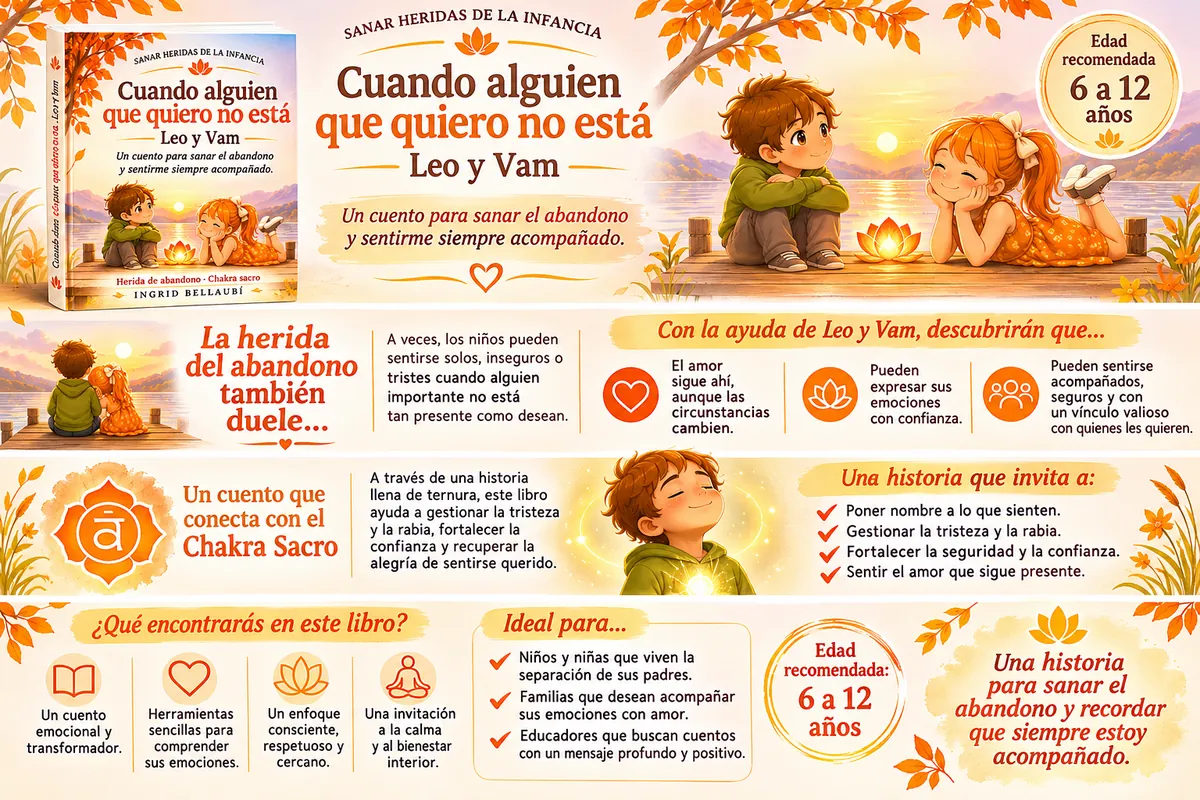 SANAR HERIDAS DE LA INFANCIA
Cuando alguien
que quiero no está
Leo y Vam
Un cuento para sanar el abandono
y sentirme siempre acompañado.
Herida de abandono · Chakra sacro
INGRID BELLAUBÍ
SANAR HERIDAS DE LA INFANCIA
Cuando alguien
que quiero no está
Leo y Vam
Un cuento para sanar el abandono
y sentirme siempre acompañado.
Edad
recomendada
6 a 12
años
La herida
del abandono
también
duele...
A veces, los niños pueden
sentirse solos, inseguros o
tristes cuando alguien
importante no está
tan presente como desean.
Con la ayuda de Leo y Vam, descubrirán que...
El amor
sigue ahí,
aunque las
circunstancias
cambien.
Pueden
expresar sus
emociones
con confianza.
Pueden sentirse
acompañados,
seguros y con
un vínculo valioso
con quienes les quieren.
ā
Un cuento que
conecta con el
Chakra Sacro
A través de una historia
llena de ternura, este libro
ayuda a gestionar la tristeza
y la rabia, fortalecer la
confianza y recuperar la
alegría de sentirse querido.
Una historia que invita a:
Poner nombre a lo que sienten.
Gestionar la tristeza y la rabia.
Fortalecer la seguridad y la confianza.
Sentir el amor que sigue presente.
¿Qué encontrarás en este libro?
Un cuento
emocional y
transformador.
Herramientas
sencillas para
comprender
sus emociones.
Un enfoque
consciente,
respetuoso y
cercano.
Una invitación
a la calma
y al bienestar
interior.
Ideal para...
Niños y niñas que viven la
separación de sus padres.
Familias que desean acompañar
sus emociones con amor.
Educadores que buscan cuentos
con un mensaje profundo y positivo.
Edad
recomendada:
6 a 12
años
Una historia
para sanar el
abandono y recordar
que siempre estoy
acompañado.